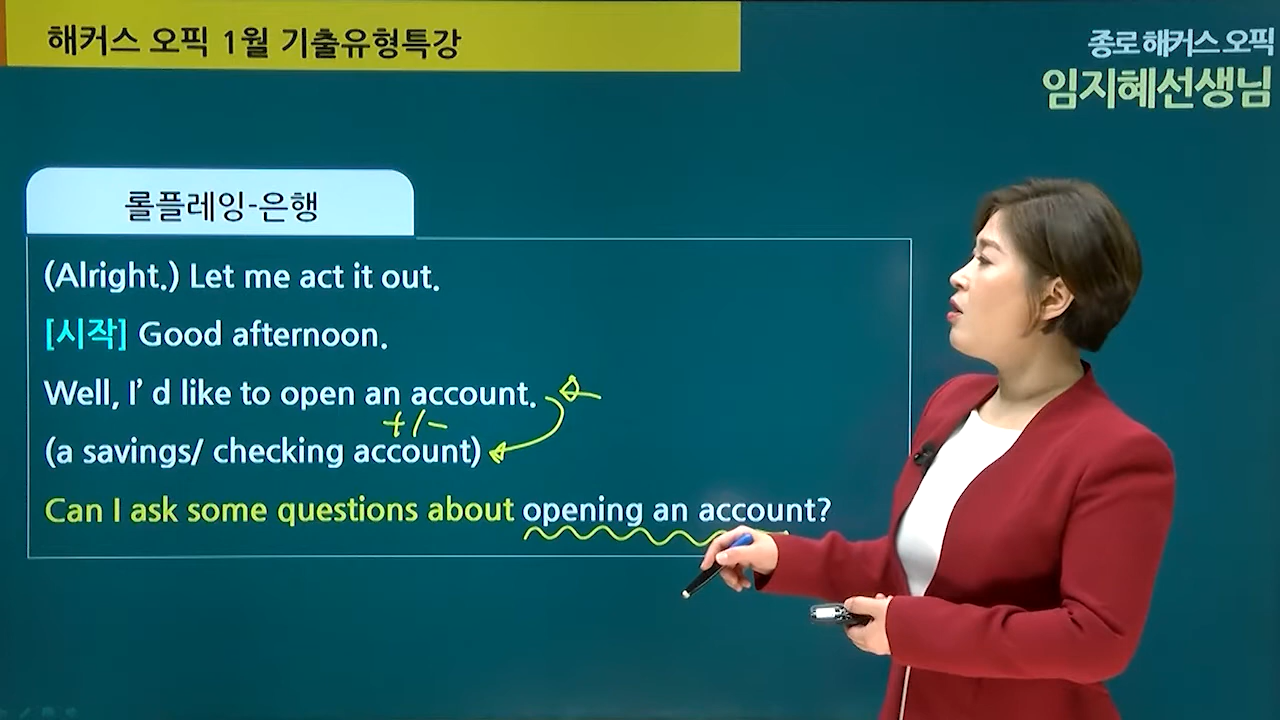 해커스 오픽 1월 기출유형특강
종로 해커스 오픽
임지혜선생님
롤플레잉-은행
(Alright.) Let me act it out.
[시작] Good afternoon.
Well, I’ d like to open an account.
+/-
(a savings/ checking account)
Can I ask some questions about opening an account?